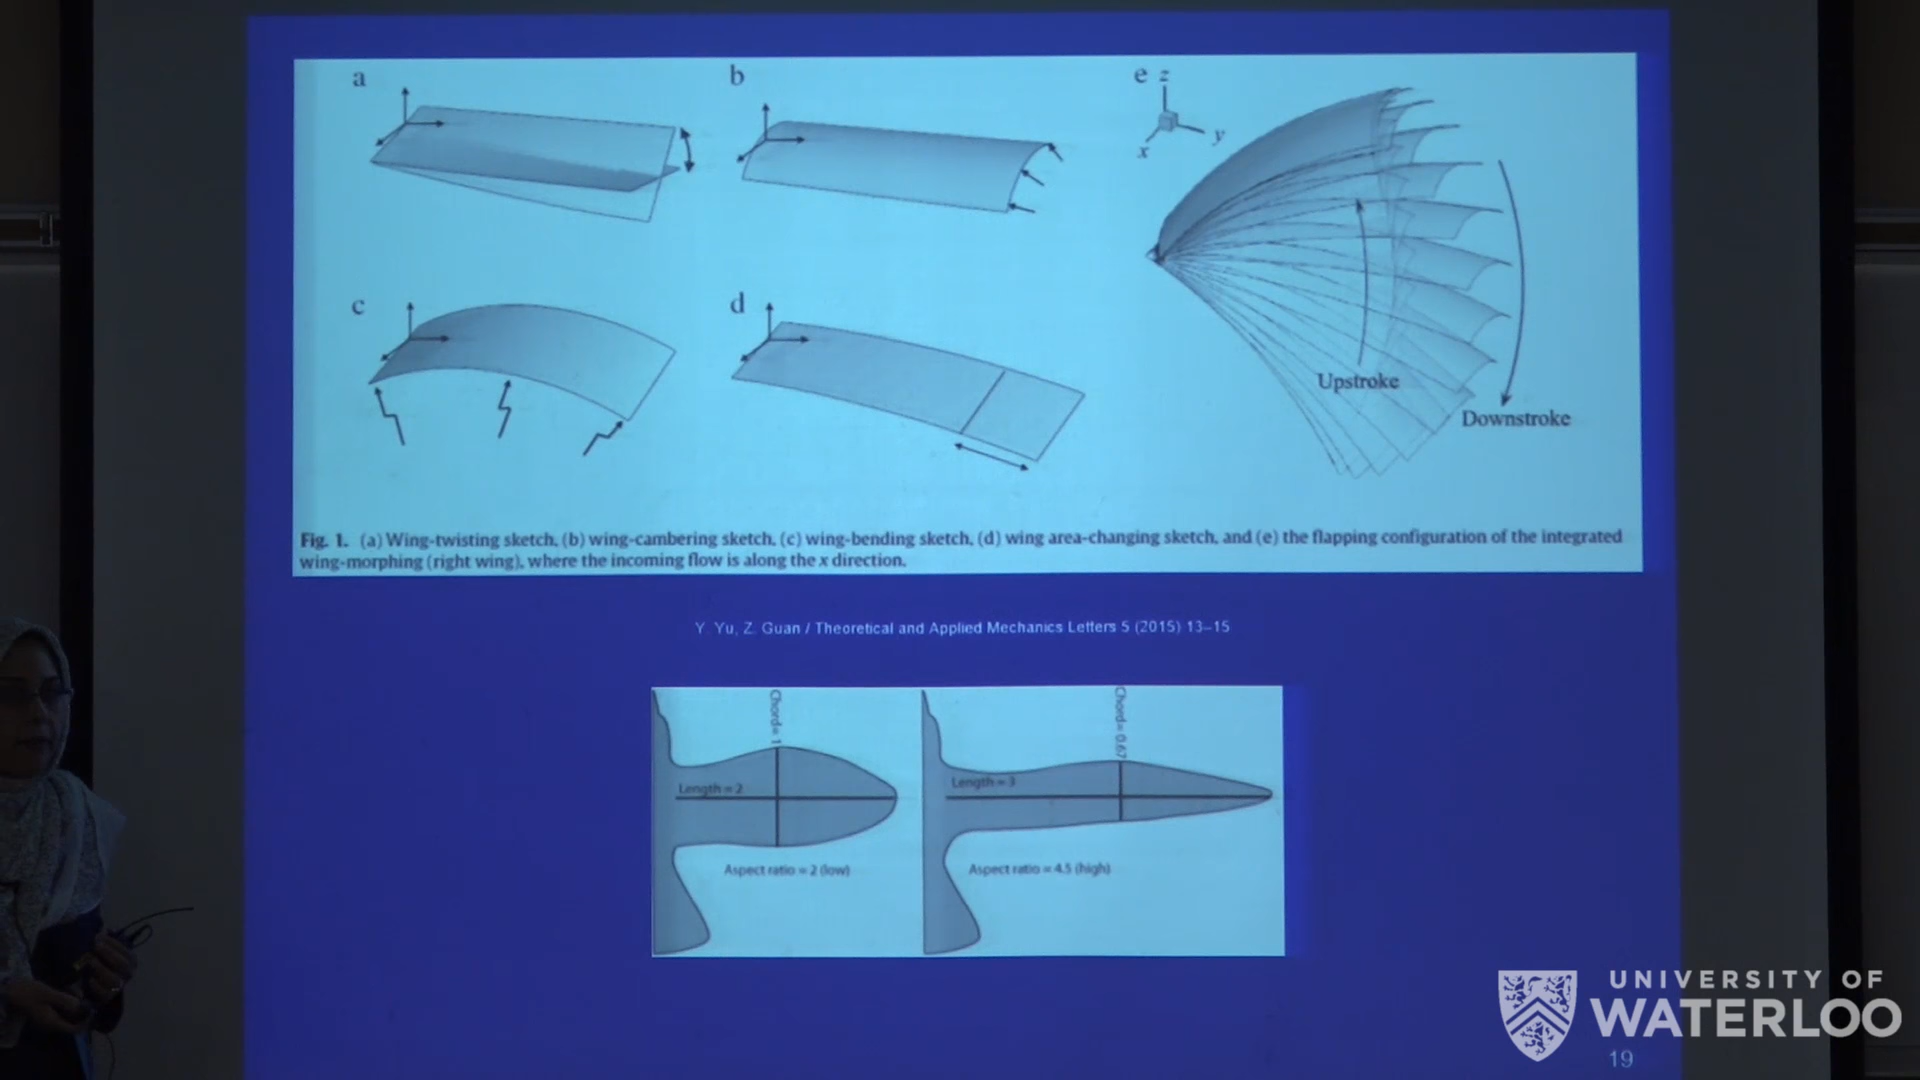 a
b
e
z
y
x
c
d
Upstroke
Downstroke
Fig. 1. (a) Wing-twisting sketch, (b) wing-cambering sketch, (c) wing-bending sketch, (d) wing area-changing sketch, and (e) the flapping configuration of the integrated
wing-morphing (right wing), where the incoming flow is along the x direction.
Y. Yu, Z. Guan / Theoretical and Applied Mechanics Letters 5 (2015) 13–15
Chord= 1
Length = 2
Aspect ratio = 2 (low)
Chord= 0.67
Length = 3
Aspect ratio = 4.5 (high)
UNIVERSITY OF
WATERLOO
19